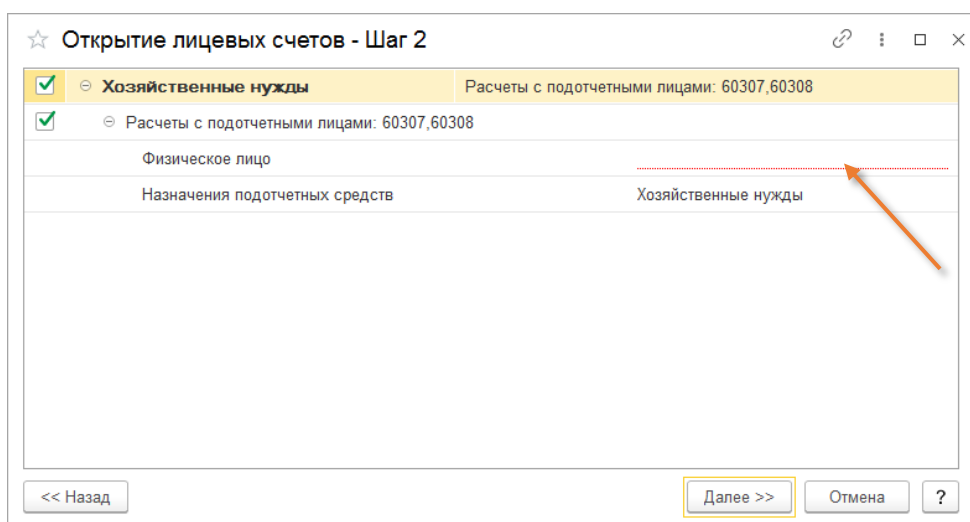 Открытие лицевых счетов - Шаг 2
Хозяйственные нужды Расчеты с подотчетными лицами: 60307,60308
Расчеты с подотчетными лицами: 60307,60308
Физическое лицо
Назначения подотчетных средств Хозяйственные нужды
<< Назад Далее >> Отмена ?